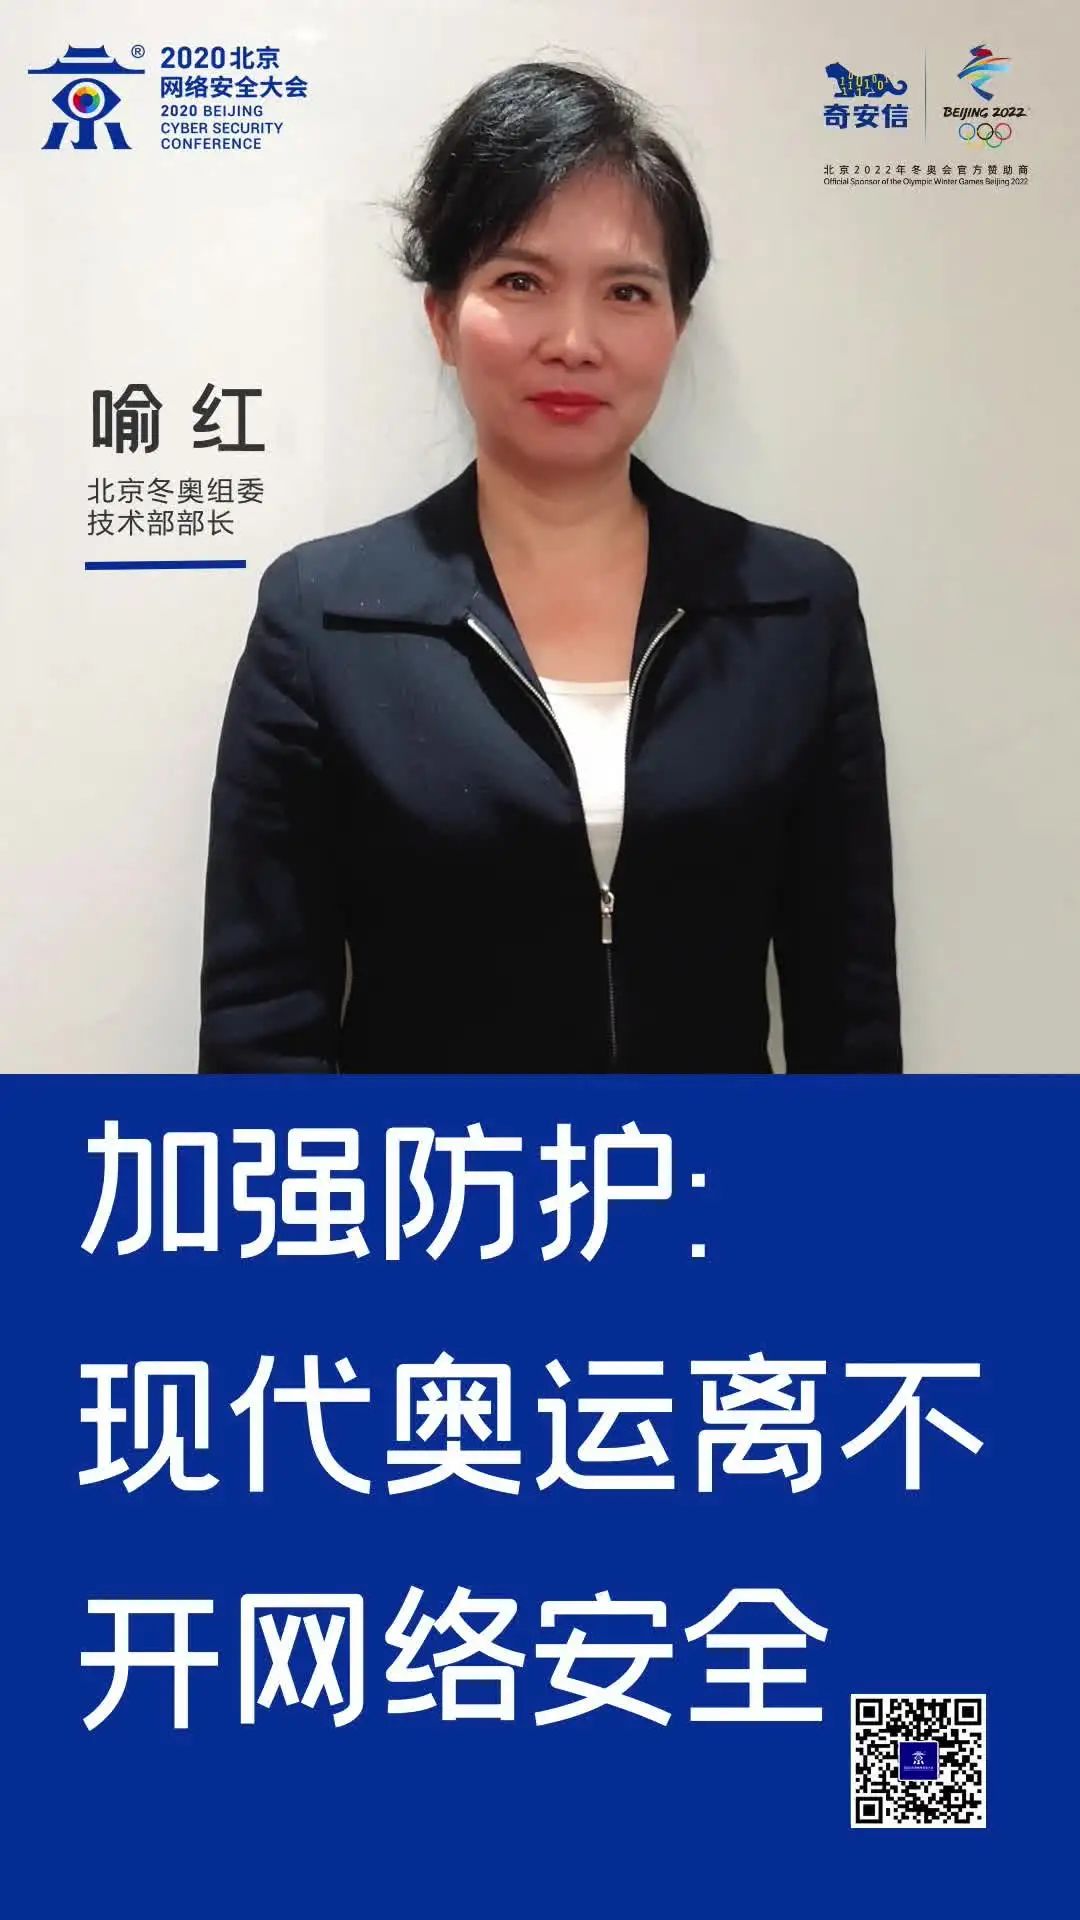 2020北京
网络安全大会
2020 BEIJING
CYBER SECURITY
CONFERENCE
®
奇安信
BEIJING 2022
北京2022年冬奥会官方赞助商
Official Sponsor of the Olympic Winter Games Beijing 2022
喻 红
北京冬奥组委
技术部部长
加强防护:
现代奥运离不
开网络安全